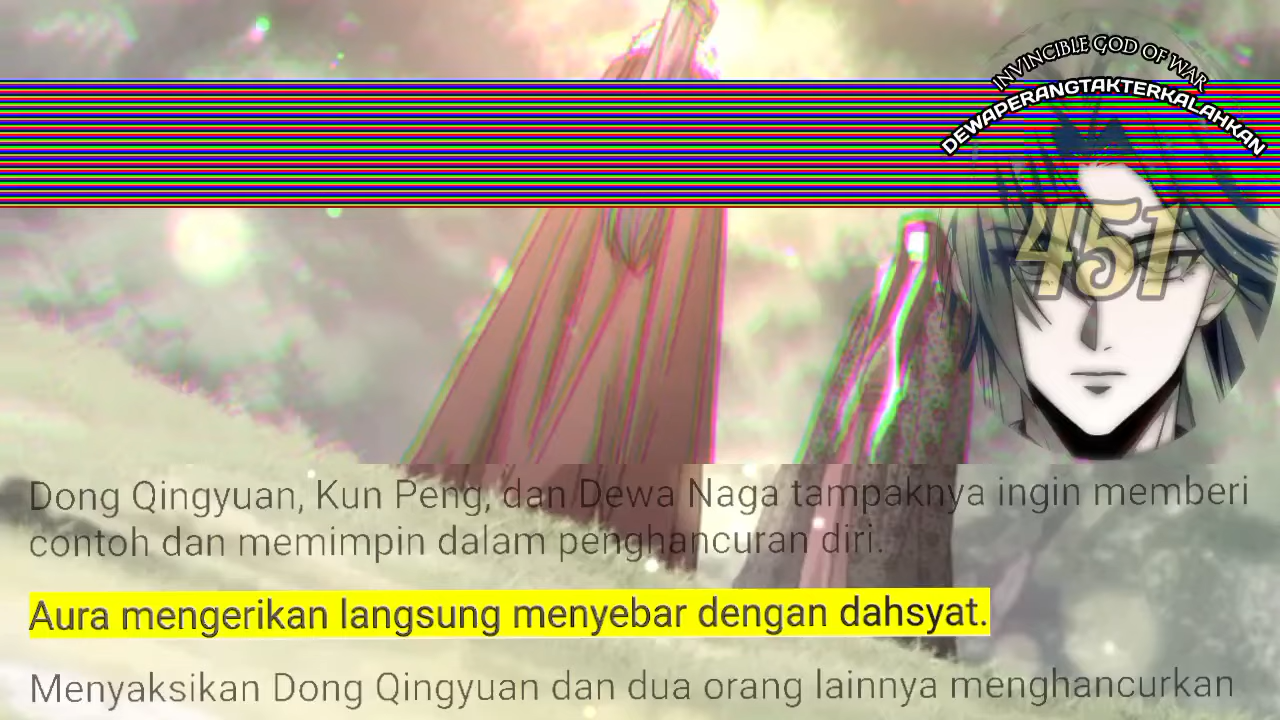 INVINCIBLE GOD OF WAR
DEWAPERANGTAKTERKALAHKAN
451
Dong Qingyuan, Kun Peng, dan Dewa Naga tampaknya ingin memberi
contoh dan memimpin dalam penghancuran diri.
Aura mengerikan langsung menyebar dengan dahsyat.
Menyaksikan Dong Qingyuan dan dua orang lainnya menghancurkan